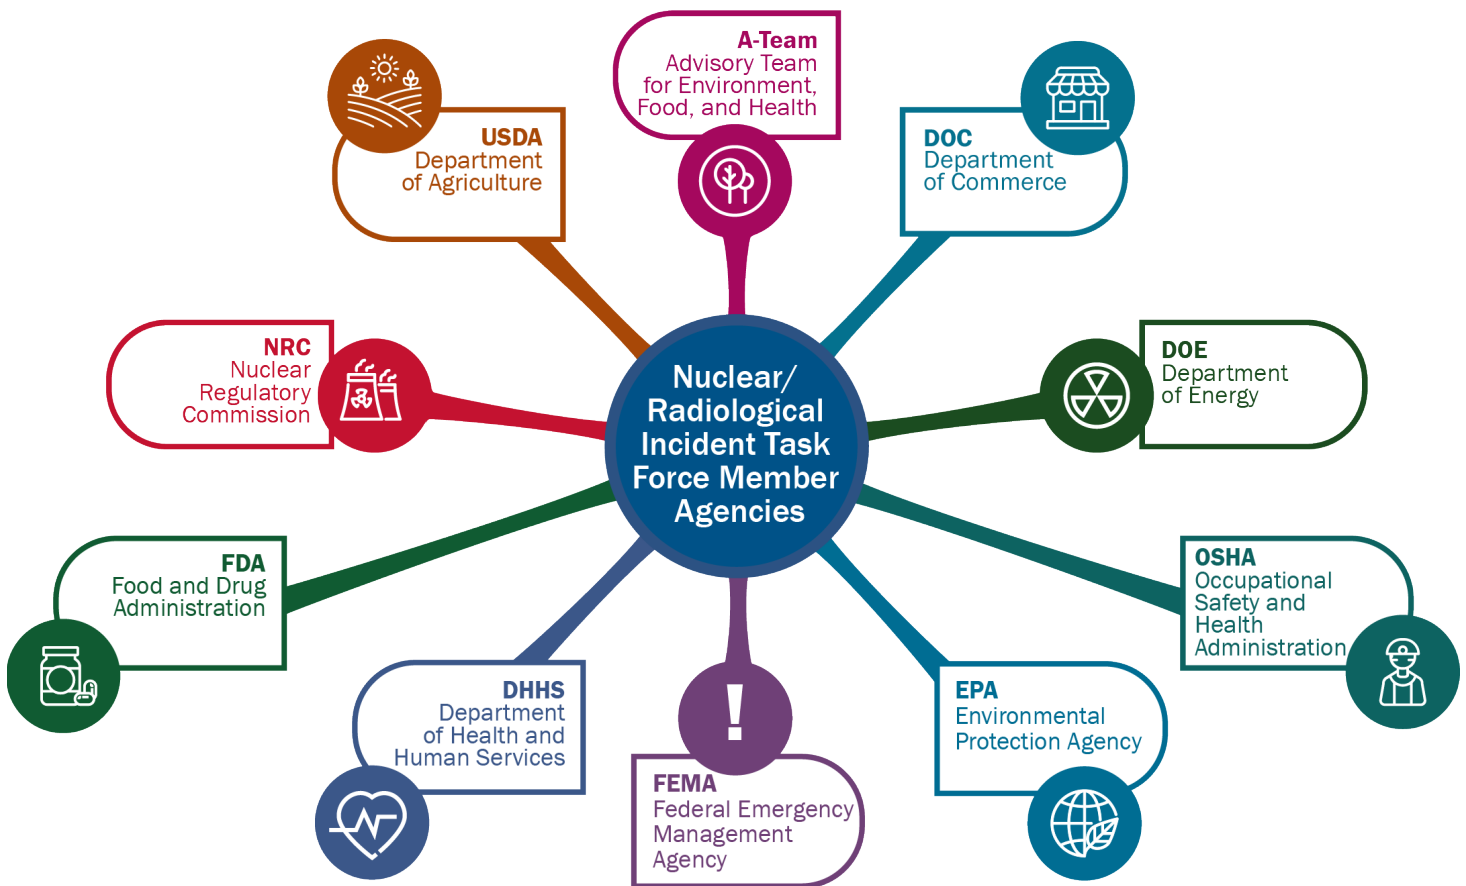 A-Team
Advisory Team
for Environment,
Food, and Health
USDA
Department
of Agriculture
DOC
Department
of Commerce
NRC
Nuclear
Regulatory
Commission
DOE
Department
of Energy
Nuclear/
Radiological
Incident Task
Force Member
Agencies
FDA
Food and Drug
Administration
OSHA
Occupational
Safety and
Health
Administration
DHHS
Department
of Health and
Human Services
FEMA
Federal Emergency
Management
Agency
EPA
Environmental
Protection Agency